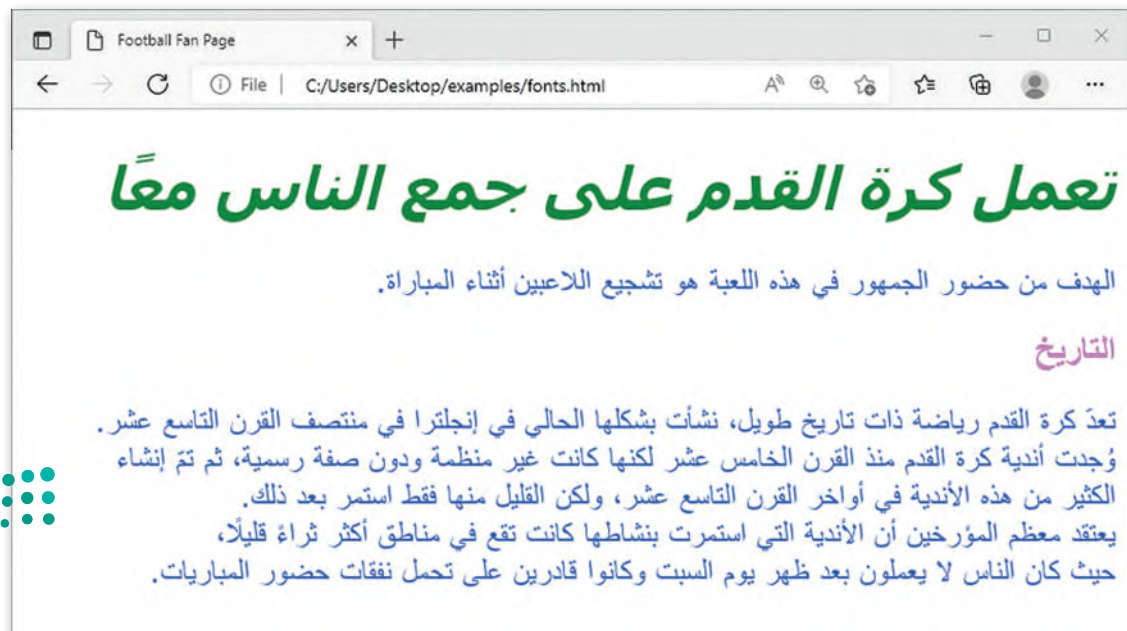 Football Fan Page
File | C:/Users/Desktop/examples/fonts.html
تعمل كرة القدم على جمع الناس معًا
الهدف من حضور الجمهور في هذه اللعبة هو تشجيع اللاعبين أثناء المباراة.
التاريخ
تعدّ كرة القدم رياضة ذات تاريخ طويل، نشأت بشكلها الحالي في إنجلترا في منتصف القرن التاسع عشر.
وُجدت أندية كرة القدم منذ القرن الخامس عشر لكنها كانت غير منظمة ودون صفة رسمية، ثم تمّ إنشاء
الكثير من هذه الأندية في أواخر القرن التاسع عشر، ولكن القليل منها فقط استمر بعد ذلك.
يعتقد معظم المؤرخين أن الأندية التي استمرت بنشاطها كانت تقع في مناطق أكثر ثراءً قليلًا،
حيث كان الناس لا يعملون بعد ظهر يوم السبت وكانوا قادرين على تحمل نفقات حضور المباريات.